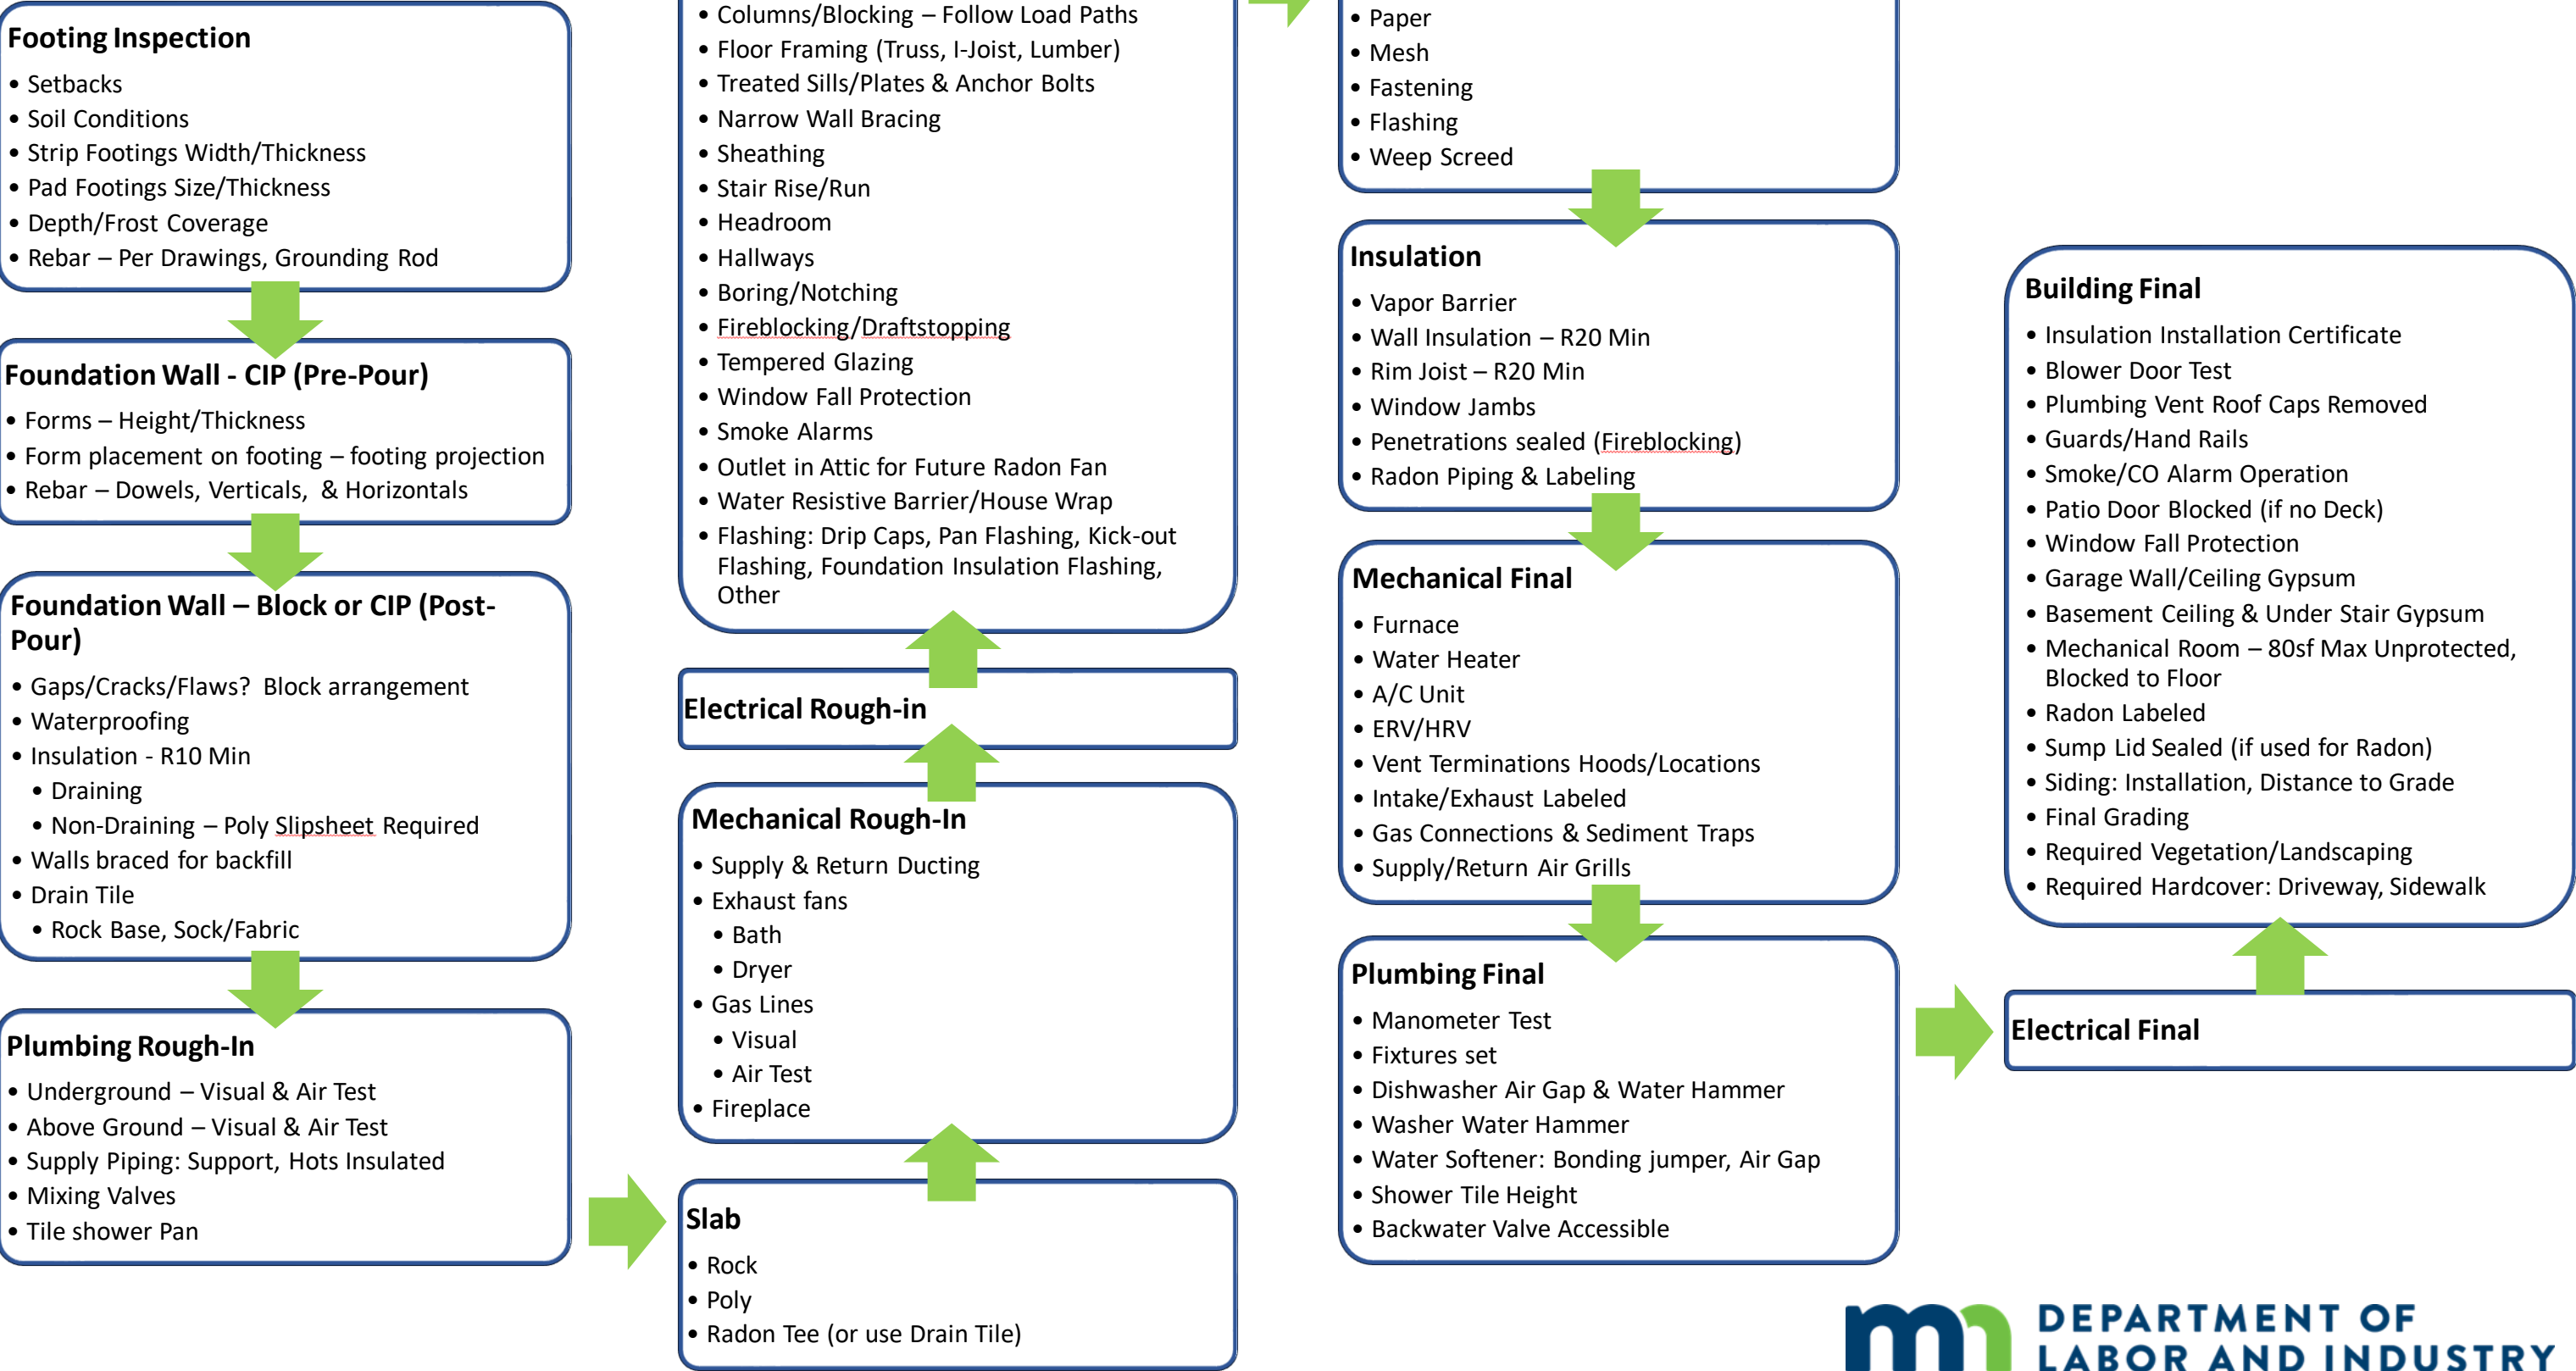 Footing Inspection
• Setbacks
• Soil Conditions
• Strip Footings Width/Thickness
• Pad Footings Size/Thickness
• Depth/Frost Coverage
• Rebar – Per Drawings, Grounding Rod
Foundation Wall - CIP (Pre-Pour)
• Forms – Height/Thickness
• Form placement on footing – footing projection
• Rebar – Dowels, Verticals, & Horizontals
Foundation Wall – Block or CIP (Post-
Pour)
• Gaps/Cracks/Flaws? Block arrangement
• Waterproofing
• Insulation - R10 Min
• Draining
• Non-Draining – Poly Slipsheet Required
• Walls braced for backfill
• Drain Tile
• Rock Base, Sock/Fabric
Plumbing Rough-In
• Underground – Visual & Air Test
• Above Ground – Visual & Air Test
• Supply Piping: Support, Hots Insulated
• Mixing Valves
• Tile shower Pan
Slab
• Rock
• Poly
• Radon Tee (or use Drain Tile)
Mechanical Rough-In
• Supply & Return Ducting
• Exhaust fans
• Bath
• Dryer
• Gas Lines
• Visual
• Air Test
• Fireplace
Electrical Rough-in
• Columns/Blocking – Follow Load Paths
• Floor Framing (Truss, I-Joist, Lumber)
• Treated Sills/Plates & Anchor Bolts
• Narrow Wall Bracing
• Sheathing
• Stair Rise/Run
• Headroom
• Hallways
• Boring/Notching
• Fireblocking/Draftstopping
• Tempered Glazing
• Window Fall Protection
• Smoke Alarms
• Outlet in Attic for Future Radon Fan
• Water Resistive Barrier/House Wrap
• Flashing: Drip Caps, Pan Flashing, Kick-out
Flashing, Foundation Insulation Flashing,
Other
• Paper
• Mesh
• Fastening
• Flashing
• Weep Screed
Insulation
• Vapor Barrier
• Wall Insulation – R20 Min
• Rim Joist – R20 Min
• Window Jambs
• Penetrations sealed (Fireblocking)
• Radon Piping & Labeling
Mechanical Final
• Furnace
• Water Heater
• A/C Unit
• ERV/HRV
• Vent Terminations Hoods/Locations
• Intake/Exhaust Labeled
• Gas Connections & Sediment Traps
• Supply/Return Air Grills
Plumbing Final
• Manometer Test
• Fixtures set
• Dishwasher Air Gap & Water Hammer
• Washer Water Hammer
• Water Softener: Bonding jumper, Air Gap
• Shower Tile Height
• Backwater Valve Accessible
Electrical Final
Building Final
• Insulation Installation Certificate
• Blower Door Test
• Plumbing Vent Roof Caps Removed
• Guards/Hand Rails
• Smoke/CO Alarm Operation
• Patio Door Blocked (if no Deck)
• Window Fall Protection
• Garage Wall/Ceiling Gypsum
• Basement Ceiling & Under Stair Gypsum
• Mechanical Room – 80sf Max Unprotected,
Blocked to Floor
• Radon Labeled
• Sump Lid Sealed (if used for Radon)
• Siding: Installation, Distance to Grade
• Final Grading
• Required Vegetation/Landscaping
• Required Hardcover: Driveway, Sidewalk
mn DEPARTMENT OF
LABOR AND INDUSTRY